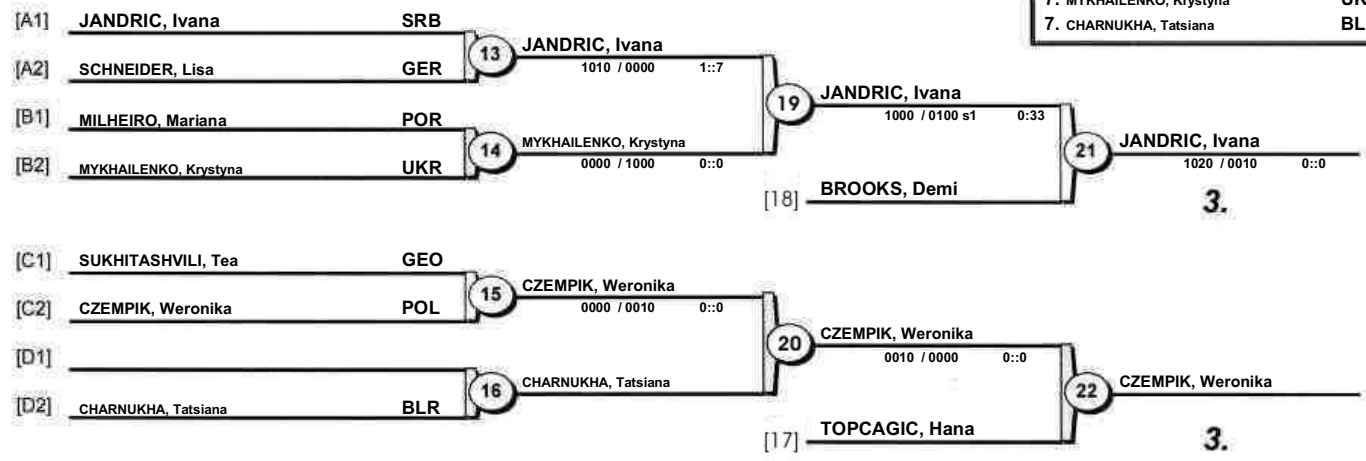 7. MYKHAILENKO, Krystyna UK
7. CHARNUKHA, Tatsiana BL
[A1] JANDRIC, Ivana SRB
13 JANDRIC, Ivana
1010 / 0000 1::7
[A2] SCHNEIDER, Lisa GER
19 JANDRIC, Ivana
1000 / 0100 s1 0:33
[B1] MILHEIRO, Mariana POR
14 MYKHAILENKO, Krystyna
0000 / 1000 0::0
[B2] MYKHAILENKO, Krystyna UKR
21 JANDRIC, Ivana
1020 / 0010 0::0
[18] BROOKS, Demi
3.
[C1] SUKHITASHVILI, Tea GEO
15 CZEMPIK, Weronika
0000 / 0010 0::0
[C2] CZEMPIK, Weronika POL
20 CZEMPIK, Weronika
0010 / 0000 0::0
[D1]
16 CHARNUKHA, Tatsiana
[D2] CHARNUKHA, Tatsiana BLR
22 CZEMPIK, Weronika
[17] TOPCAGIC, Hana
3.